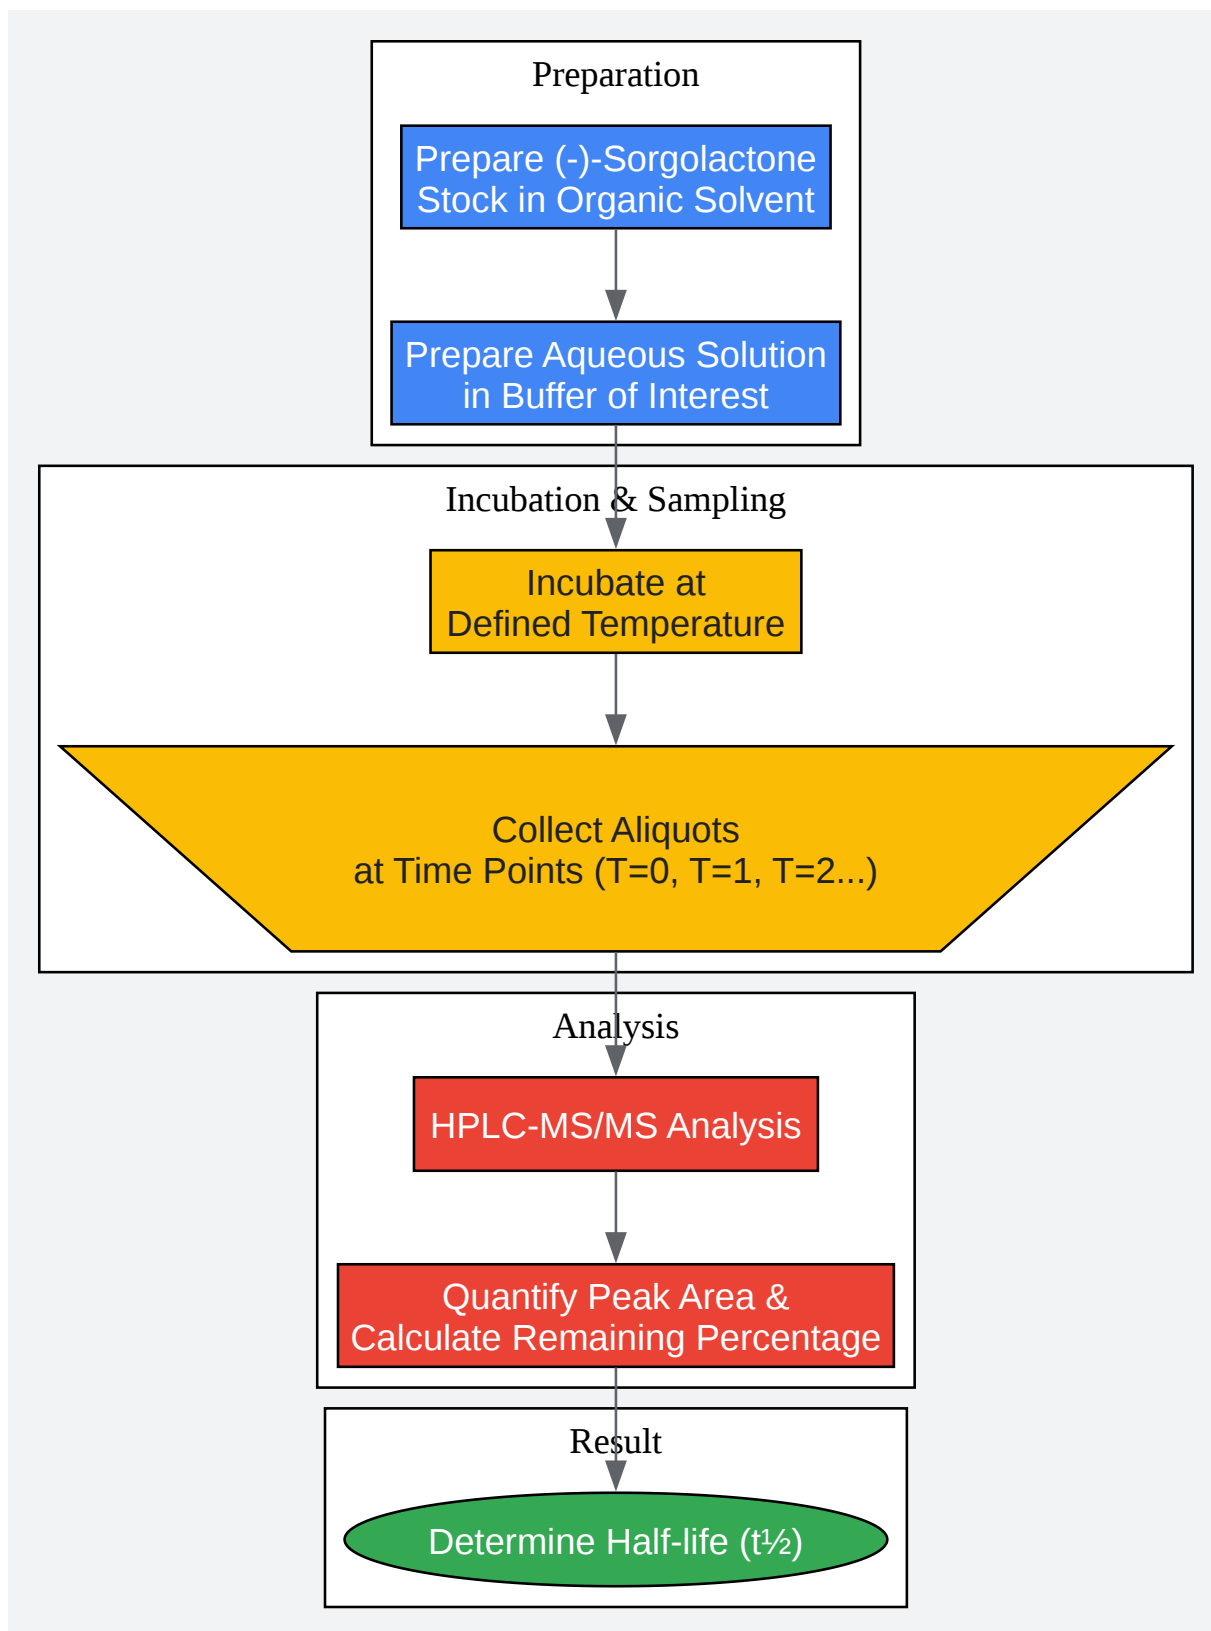 Preparation
Prepare (-)-Sorgolactone
Stock in Organic Solvent
Prepare Aqueous Solution
in Buffer of Interest
Incubation & Sampling
Incubate at
Defined Temperature
Collect Aliquots
at Time Points (T=0, T=1, T=2...)
Analysis
HPLC-MS/MS Analysis
Quantify Peak Area &
Calculate Remaining Percentage
Result
Determine Half-life (t½)